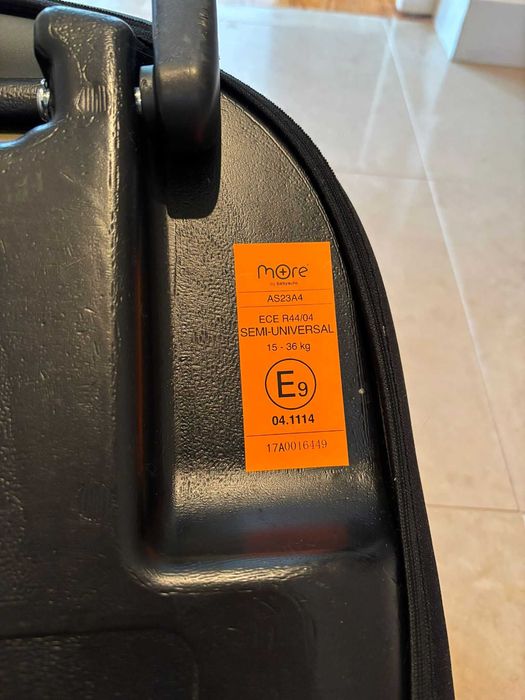 more
by babyauto
AS23A4
ECE R44/04
SEMI-UNIVERSAL
15 - 36 kg
E9
04.1114
17A0016449